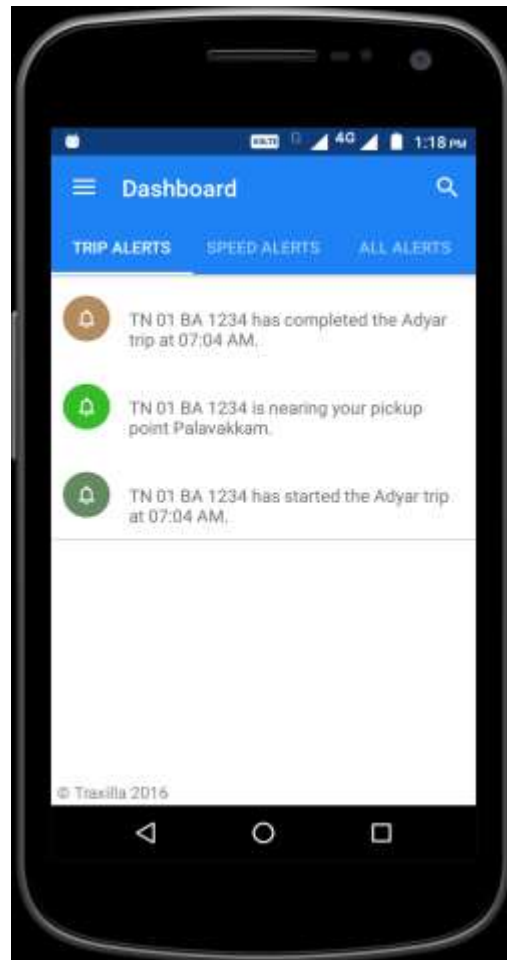 4G 1:18 PM
Dashboard
TRIP ALERTS SPEED ALERTS ALL ALERTS
TN 01 BA 1234 has completed the Adyar
trip at 07:04 AM.
TN 01 BA 1234 is nearing your pickup
point Palavakkam.
TN 01 BA 1234 has started the Adyar trip
at 07:04 AM.
© Traxilla 2016